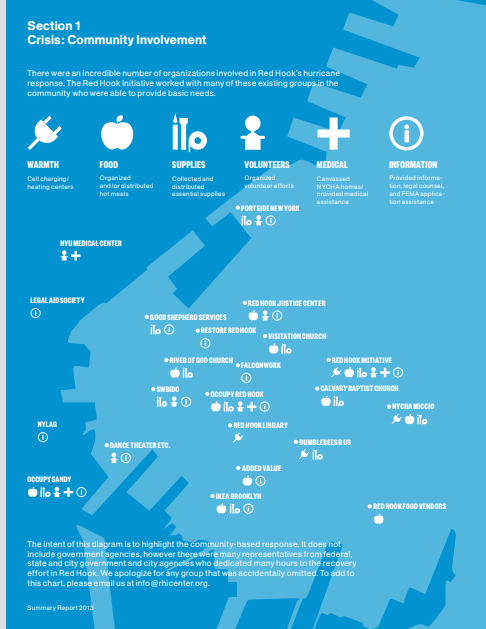 Section 1
Crisis: Community Involvement
There were an incredible number of organizations involved in Red Hook's hurricane
response. The Red Hook Initiative worked with many of these existing groups in the
community who were able to provide basic needs.
WARMTH
Cell charging/
heating centers
FOOD
Organized
and/or distributed
hot meals
SUPPLIES
Collected and
distributed
essential supplies
VOLUNTEERS
Organized
volunteer efforts
MEDICAL
Canvassed
NYCHA homes/
provided medical
assistance
INFORMATION
Provided informa-
tion, legal counsel,
and FEMA applica-
tion assistance
PORTSIDE NEW YORK
NYU MEDICAL CENTER
LEGAL AID SOCIETY
RED HOOK JUSTICE CENTER
GOOD SHEPHERD SERVICES
RESTORE RED HOOK
VISITATION CHURCH
RIVER OF GOD CHURCH
FALCONWORK
RED HOOK INITIATIVE
SWBIDC
OCCUPY RED HOOK
CALVARY BAPTIST CHURCH
NYCHA MICCIO
NYLAG
RED HOOK LIBRARY
DANCE THEATER ETC.
BUMBLEBEES R US
ADDED VALUE
OCCUPY SANDY
IKEA BROOKLYN
RED HOOK FOOD VENDORS
The intent of this diagram is to highlight the community-based response. It does not
include government agencies, however there were many representatives from federal,
state and city government and city agencies who dedicated many hours to the recovery
effort in Red Hook. We apologize for any group that was accidentally omitted. To add to
this chart, please email us at info@rhicenter.org.
Summary Report 2013